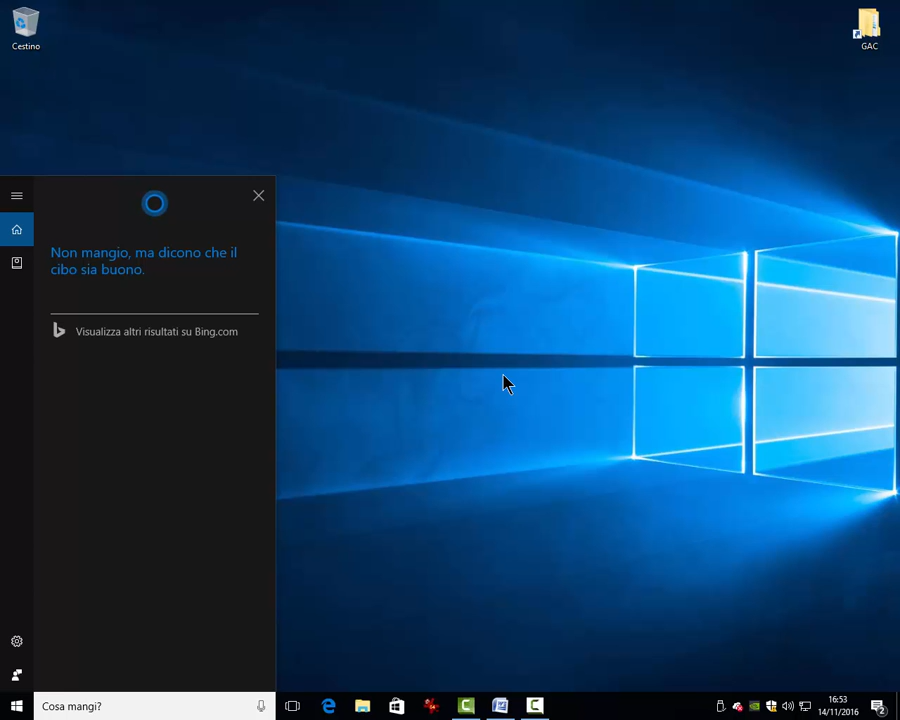 Cestino
GAC
Non mangio, ma dicono che il
cibo sia buono.
Visualizza altri risultati su Bing.com
Cosa mangi?
16:53
14/11/2016
2